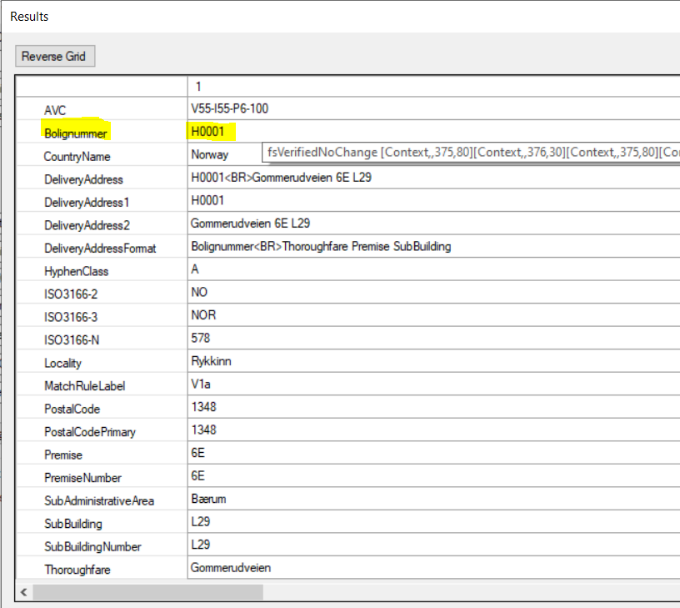 Results
Reverse Grid
1
AVC V55-I55-P6-100
Bolignummer H0001
CountryName Norway fsVerifiedNoChange [Context,,375,80][Context,,376,30][Context,,375,80][Co
DeliveryAddress H0001<BR>Gommerudveien 6E L29
DeliveryAddress1 H0001
DeliveryAddress2 Gommerudveien 6E L29
DeliveryAddressFormat Bolignummer<BR>Thoroughfare Premise SubBuilding
HyphenClass A
ISO3166-2 NO
ISO3166-3 NOR
ISO3166-N 578
Locality Rykkinn
MatchRuleLabel V1a
PostalCode 1348
PostalCodePrimary 1348
Premise 6E
PremiseNumber 6E
SubAdministrativeArea Bærum
SubBuilding L29
SubBuildingNumber L29
Thoroughfare Gommerudveien